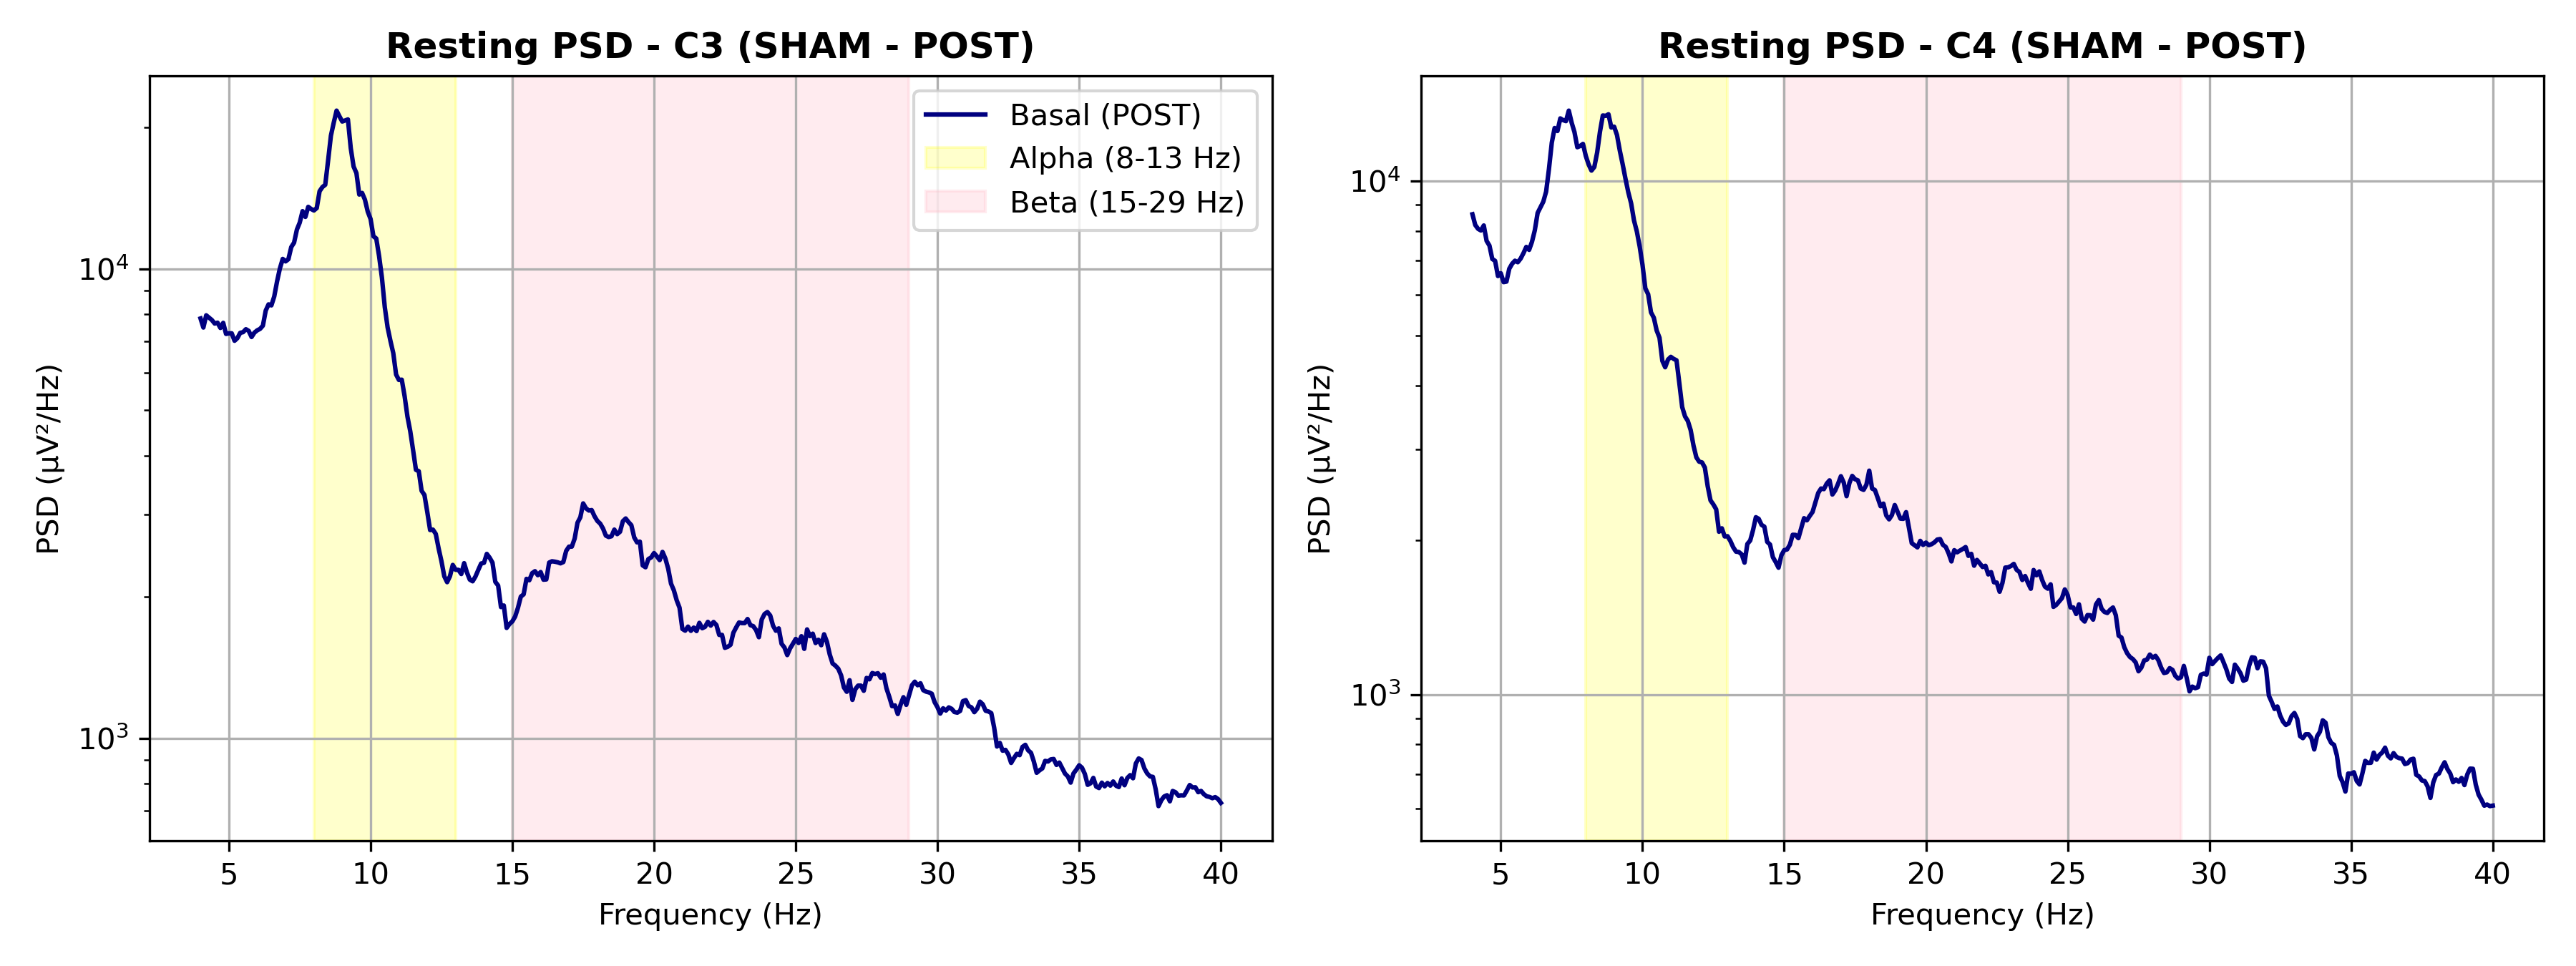 Resting PSD - C3 (SHAM - POST)
PSD (µV²/Hz)
10⁴
10³
5 10 15 20 25 30 35 40
Frequency (Hz)
Basal (POST)
Alpha (8-13 Hz)
Beta (15-29 Hz)
Resting PSD - C4 (SHAM - POST)
PSD (µV²/Hz)
10⁴
10³
5 10 15 20 25 30 35 40
Frequency (Hz)